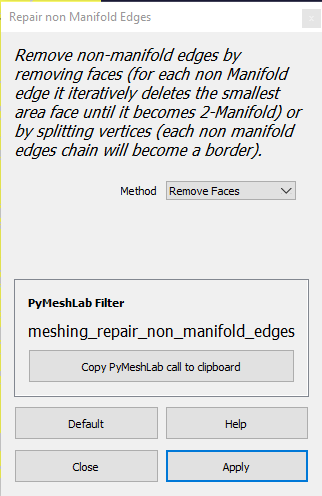 Repair non Manifold Edges
x
Remove non-manifold edges by
removing faces (for each non Manifold
edge it iteratively deletes the smallest
area face until it becomes 2-Manifold) or
by splitting vertices (each non manifold
edges chain will become a border).
Method Remove Faces
PyMeshLab Filter
meshing_repair_non_manifold_edges
Copy PyMeshLab call to clipboard
Default Help
Close Apply